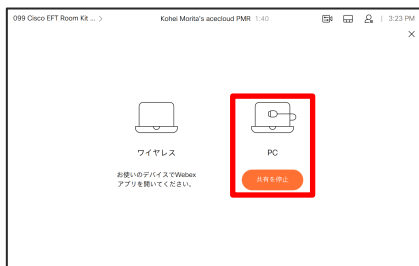 099 Cisco EFT Room Kit ... >
Kohei Morita's acecloud PMR 1:40
3:23 PM
ワイヤレス
お使いのデバイスでWebex
アプリを開いてください。
PC
共有を停止